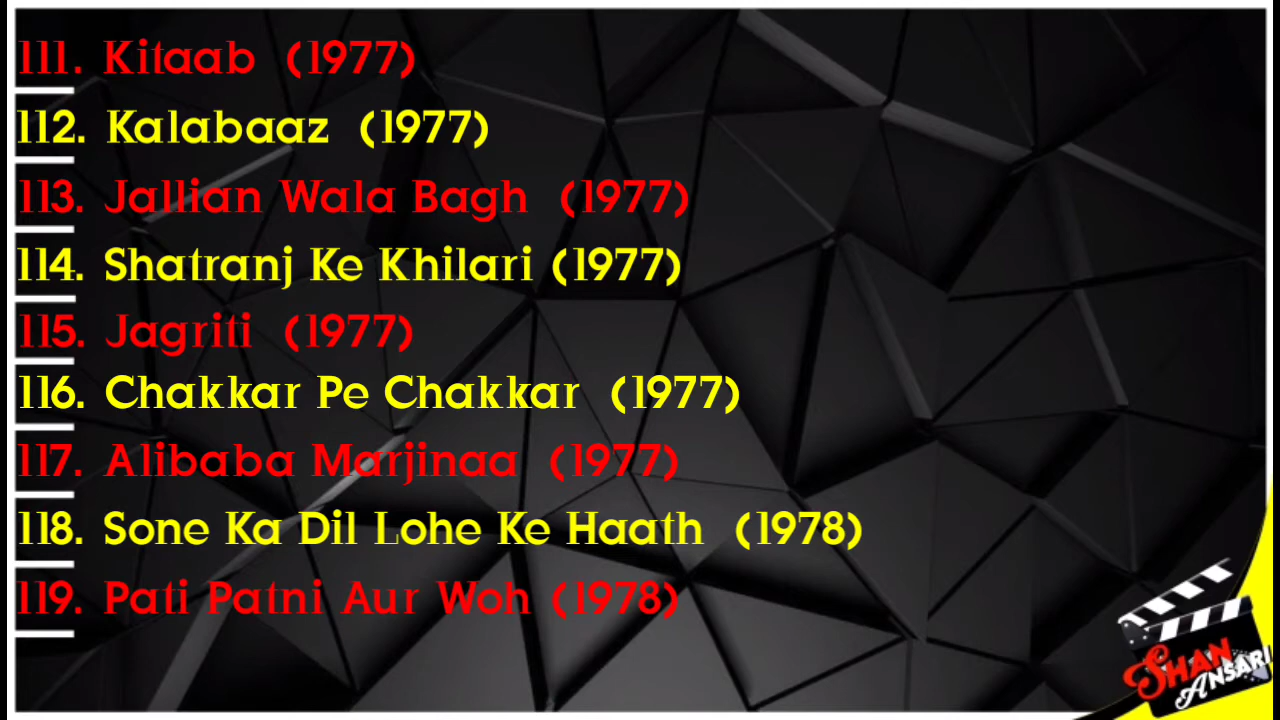 111. Kitaab (1977)
112. Kalabaaz (1977)
113. Jallian Wala Bagh (1977)
114. Shatranj Ke Khilari (1977)
115. Jagriti (1977)
116. Chakkar Pe Chakkar (1977)
117. Alibaba Marjinaa (1977)
118. Sone Ka Dil Lohe Ke Haath (1978)
119. Pati Patni Aur Woh (1978)
SHAN
ANSARI